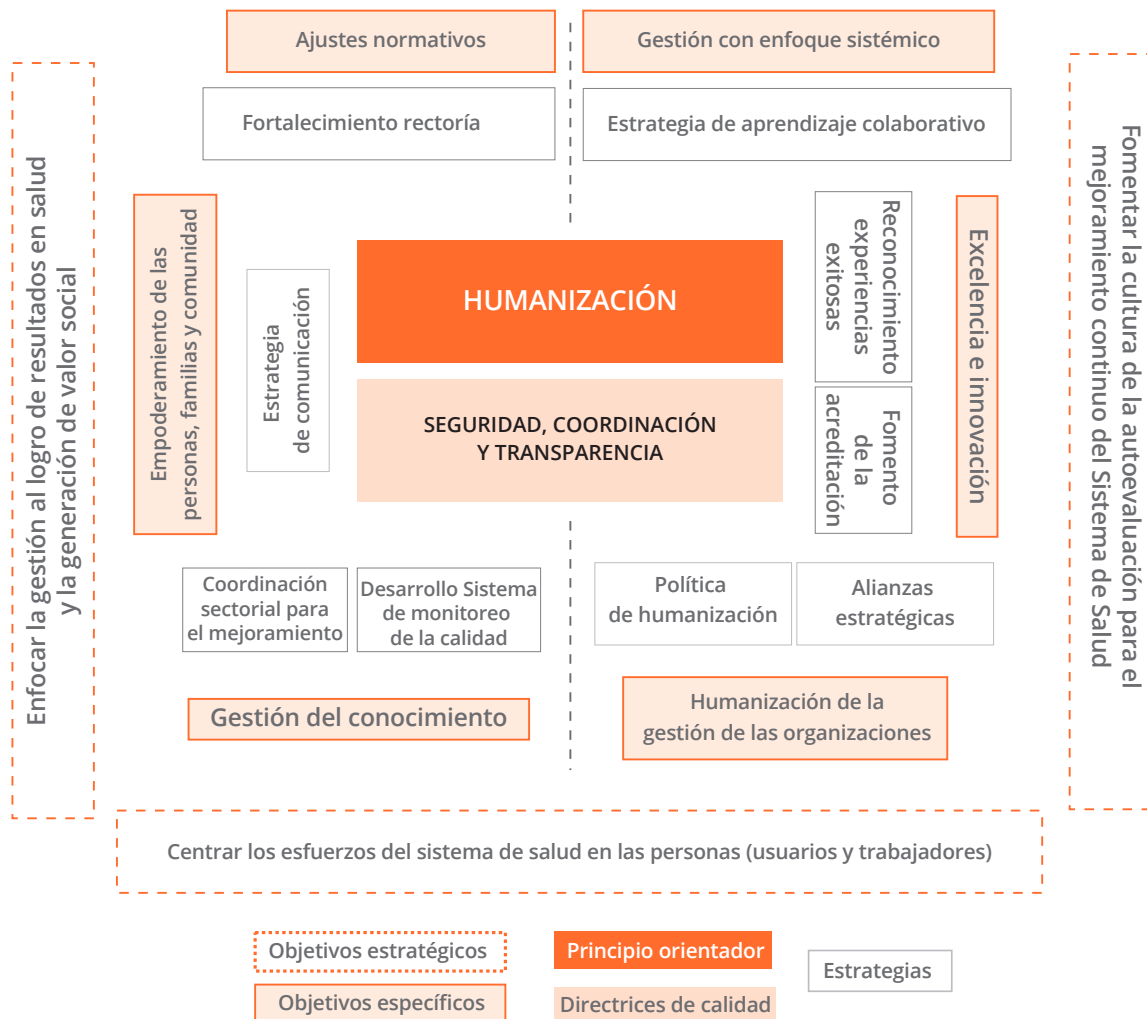 Ajustes normativos
Gestión con enfoque sistémico
Fortalecimiento rectoría
Estrategia de aprendizaje colaborativo
Enfocar la gestión al logro de resultados en salud
y la generación de valor social
Empoderamiento de las
personas, familias y comunidad
Estrategia
de comunicación
HUMANIZACIÓN
SEGURIDAD, COORDINACIÓN
Y TRANSPARENCIA
Reconocimiento
experiencias
exitosas
Fomento
de la
acreditación
Excelencia e innovación
Fomentar la cultura de la autoevaluación para el
mejoramiento continuo del Sistema de Salud
Coordinación
sectorial para
el mejoramiento
Desarrollo Sistema
de monitoreo
de la calidad
Política
de humanización
Alianzas
estratégicas
Gestión del conocimiento
Humanización de la
gestión de las organizaciones
Centrar los esfuerzos del sistema de salud en las personas (usuarios y trabajadores)
Objetivos estratégicos
Principio orientador
Estrategias
Objetivos específicos
Directrices de calidad